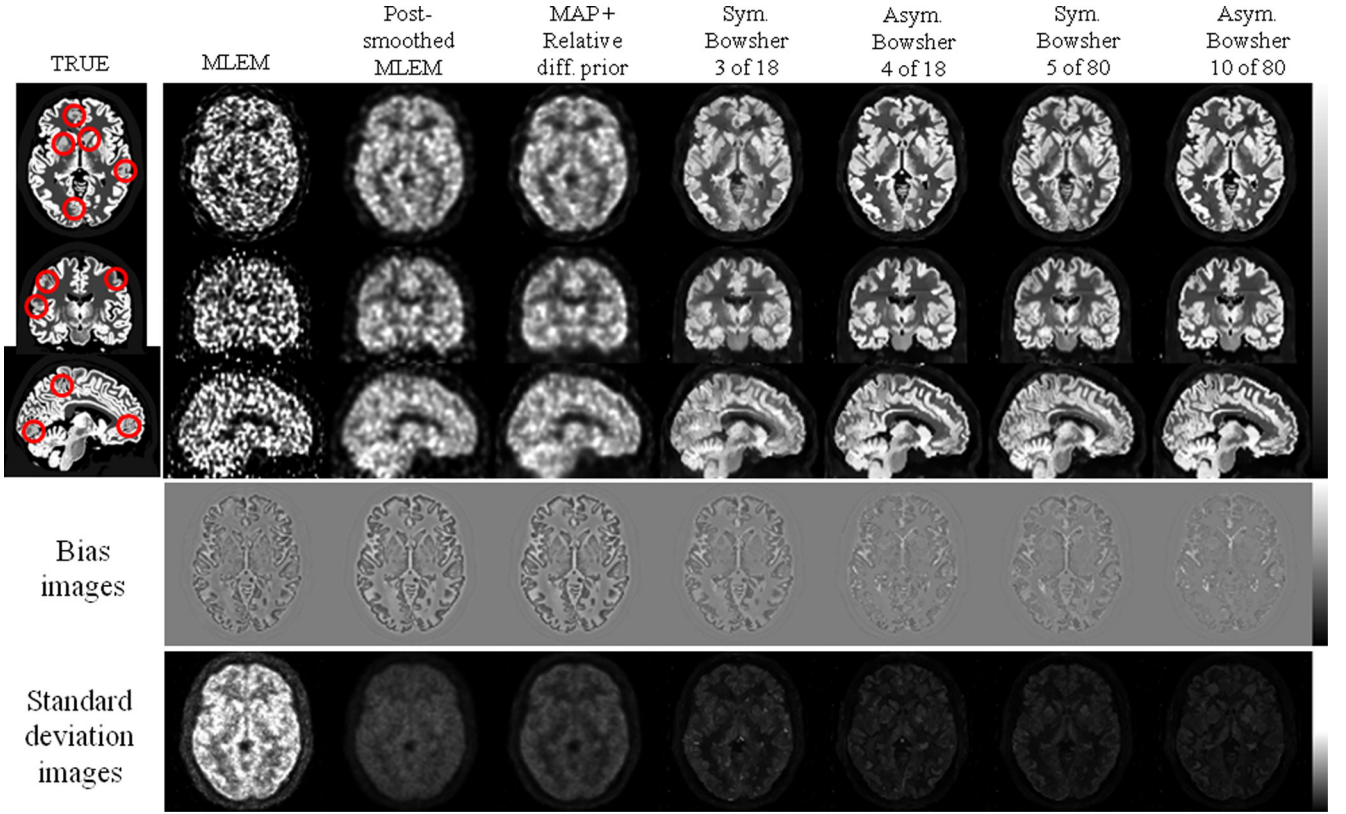 TRUE
MLEM
Post-
smoothed
MLEM
MAP+
Relative
diff. prior
Sym.
Bowsher
3 of 18
Asym.
Bowsher
4 of 18
Sym.
Bowsher
5 of 80
Asym.
Bowsher
10 of 80
Bias
images
Standard
deviation
images